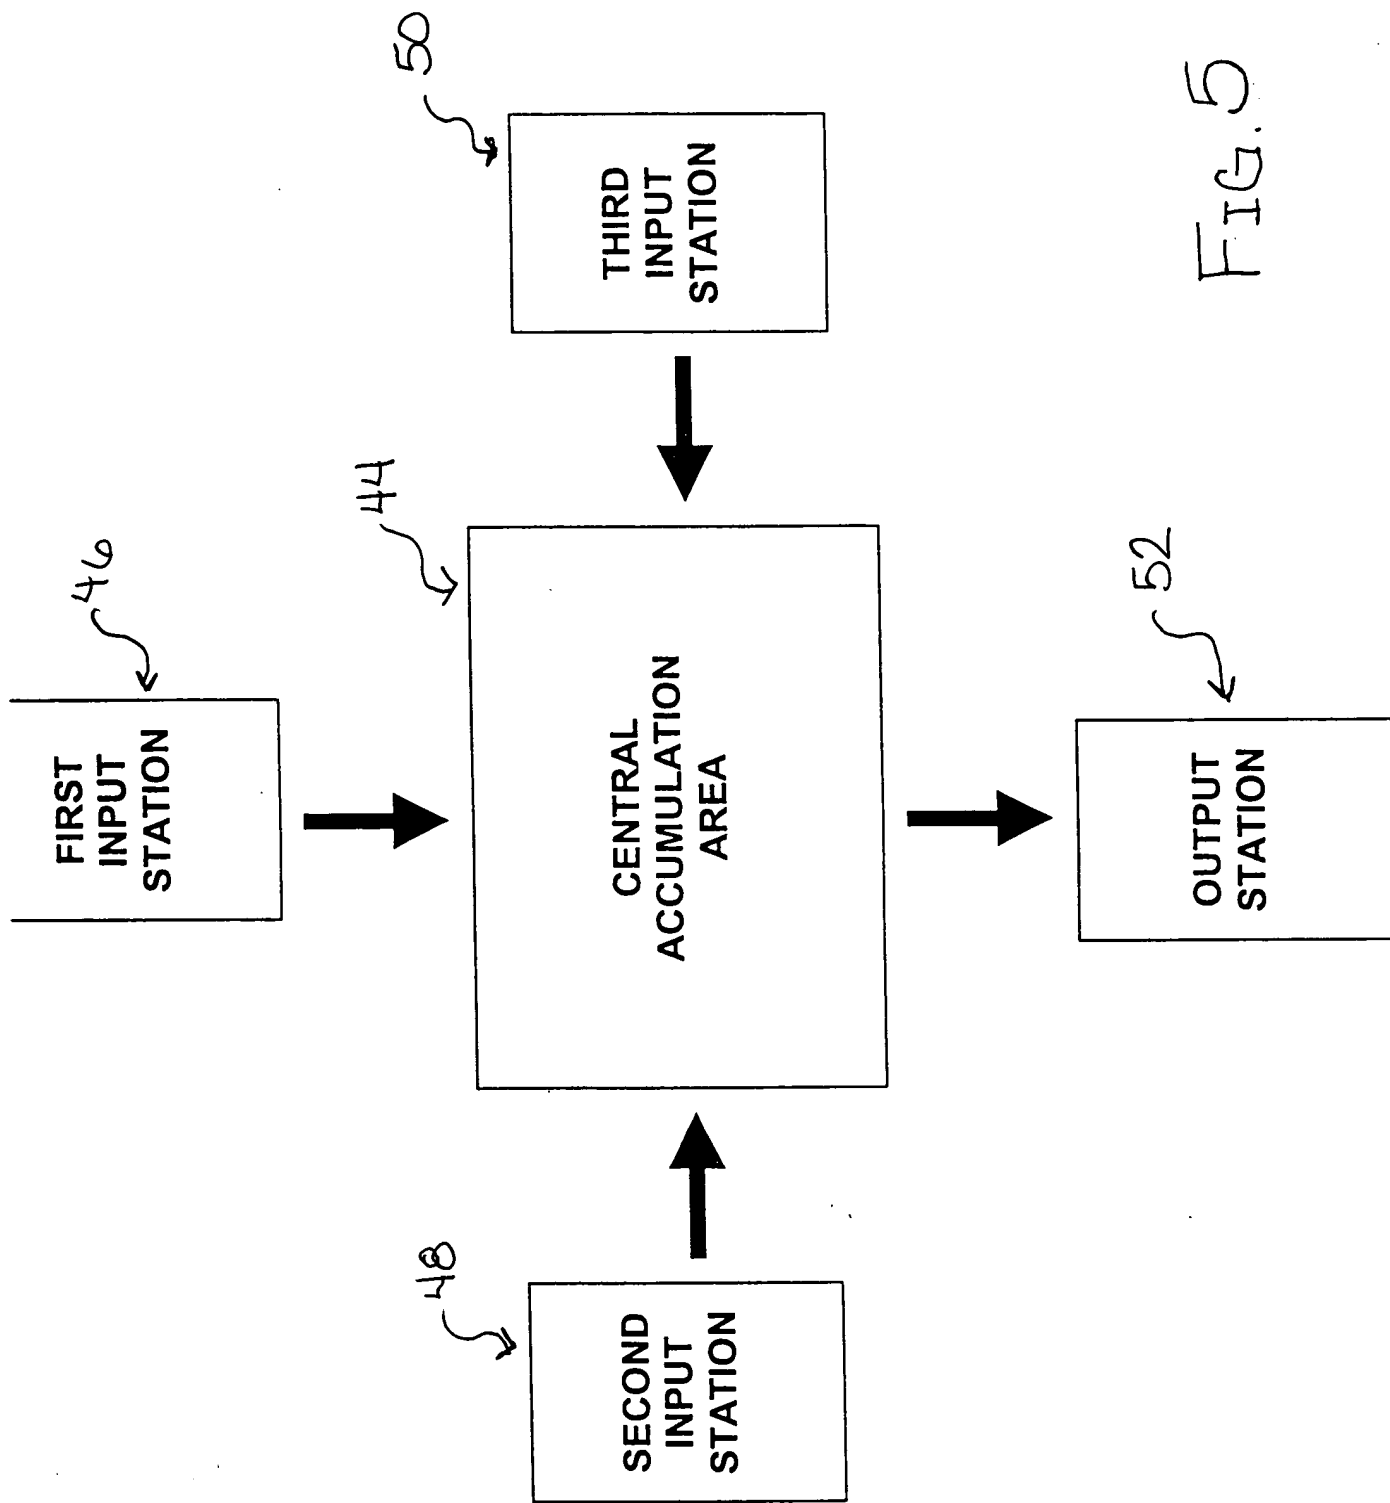 46
FIRST
INPUT
STATION
48
SECOND
INPUT
STATION
44
CENTRAL
ACCUMULATION
AREA
50
THIRD
INPUT
STATION
52
OUTPUT
STATION
FIG. 5